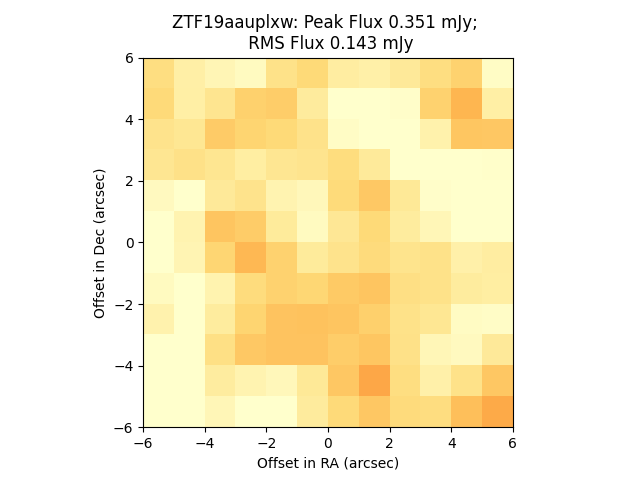 ZTF19aauplxw: Peak Flux 0.351 mJy;
RMS Flux 0.143 mJy
6
4
2
0
−2
−4
−6
Offset in Dec (arcsec)
−6 −4 −2 0 2 4 6
Offset in RA (arcsec)